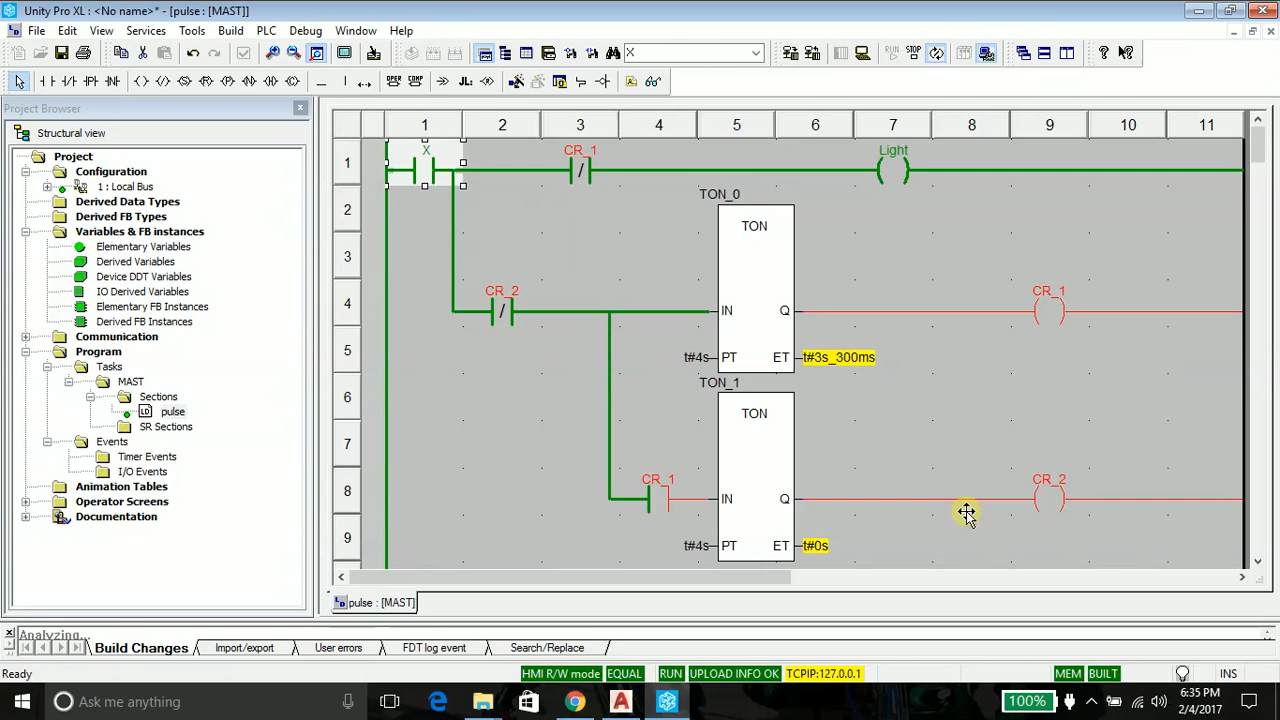 Unity Pro XL : <No name>* - [pulse : [MAST]]
File Edit View Services Tools Build PLC Debug Window Help
X
RUN STOP
OPER COMP
Project Browser
Structural view
Project
Configuration
1 : Local Bus
Derived Data Types
Derived FB Types
Variables & FB instances
Elementary Variables
Derived Variables
Device DDT Variables
IO Derived Variables
Elementary FB Instances
Derived FB Instances
Communication
Program
Tasks
MAST
Sections
LD pulse
SR Sections
Events
Timer Events
I/O Events
Animation Tables
Operator Screens
Documentation
1 2 3 4 5 6 7 8 9 10 11
1 X CR_1 Light
TON_0
2 TON
3
4 CR_2 IN Q CR_1
5 t#4s PT ET t#3s_300ms
TON_1
6 TON
7
8 CR_1 IN Q CR_2
9 t#4s PT ET t#0s
pulse : [MAST]
Analyzing...
Build Changes Import/export User errors FDT log event Search/Replace
Ready HMI R/W mode EQUAL RUN UPLOAD INFO OK TCPIP:127.0.0.1 MEM BUILT INS
Ask me anything 100% 6:35 PM
2/4/2017